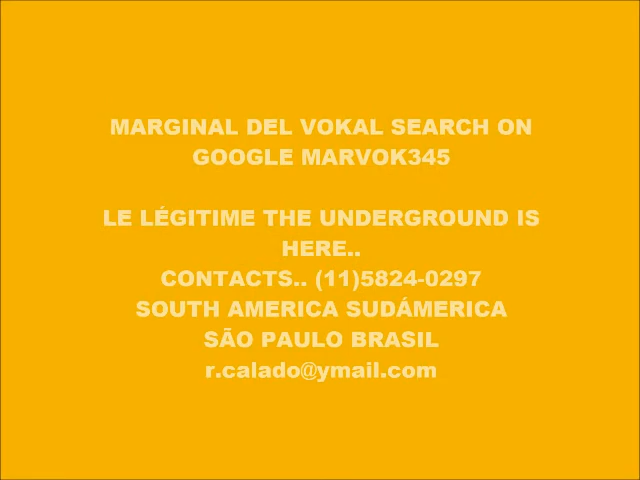 MARGINAL DEL VOKAL SEARCH ON
GOOGLE MARVOK345
LE LÉGITIME THE UNDERGROUND IS
HERE..
CONTACTS.. (11)5824-0297
SOUTH AMERICA SUDÁMERICA
SÃO PAULO BRASIL
r.calado@ymail.com